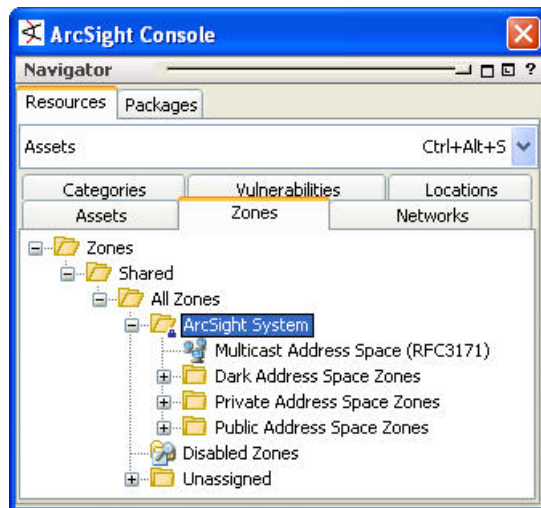 ArcSight Console
Navigator ?
Resources Packages
Assets Ctrl+Alt+S
Categories Vulnerabilities Locations
Assets Zones Networks
Zones
Shared
All Zones
ArcSight System
Multicast Address Space (RFC3171)
Dark Address Space Zones
Private Address Space Zones
Public Address Space Zones
Disabled Zones
Unassigned